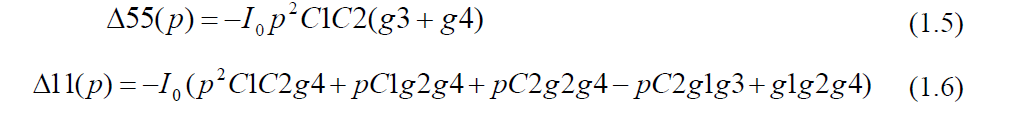 Δ55(p) = –I₀p²C1C2(g3 + g4) (1.5)
Δ11(p) = –I₀(p²C1C2g4 + pC1g2g4 + pC2g2g4 – pC2g1g3 + g1g2g4) (1.6)